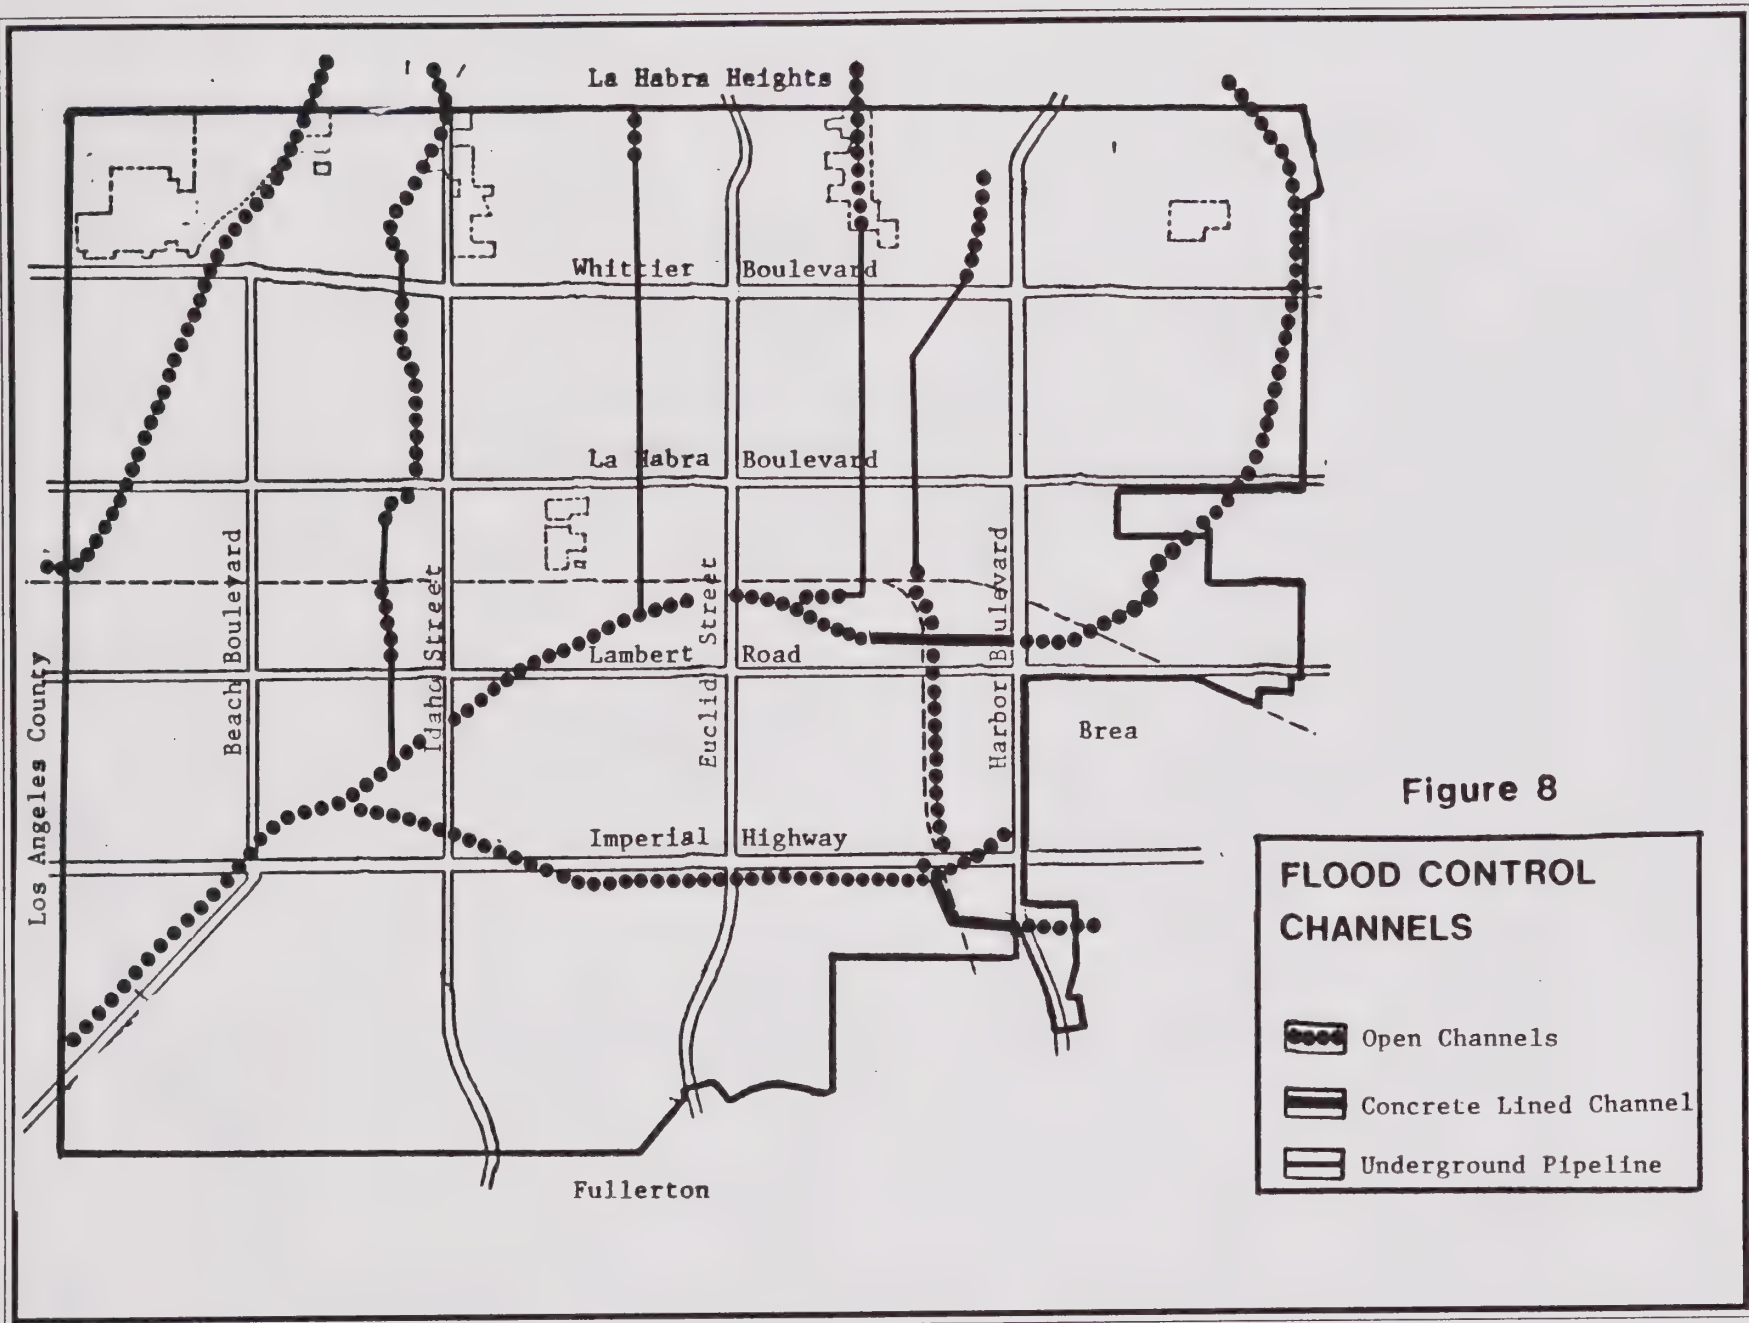 La Habra Heights
Whittier Boulevard
La Habra Boulevard
Beach Boulevard
Idaho Street
Euclid Street
Harbor Boulevard
Lambert Road
Los Angeles County
Brea
Imperial Highway
Fullerton
Figure 8
FLOOD CONTROL
CHANNELS
Open Channels
Concrete Lined Channel
Underground Pipeline